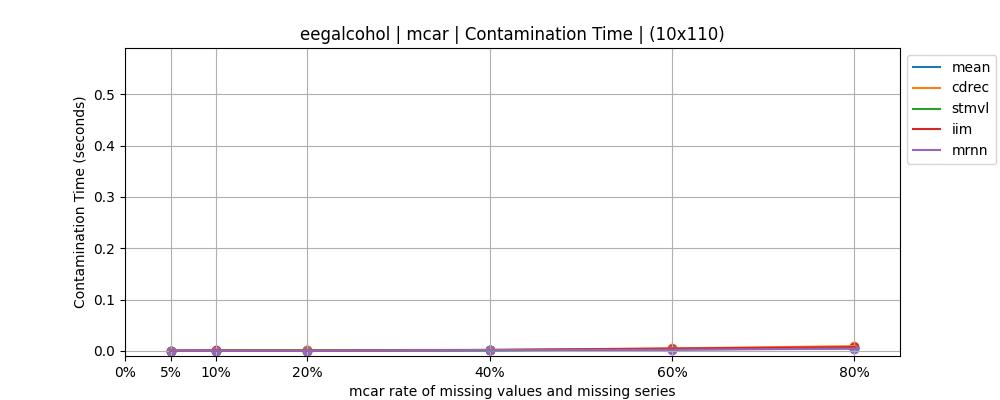 eegalcohol | mcar | Contamination Time | (10x110)
Contamination Time (seconds)
0.5
0.4
0.3
0.2
0.1
0.0
0%
5%
10%
20%
40%
60%
80%
mcar rate of missing values and missing series
mean
cdrec
stmvl
iim
mrnn